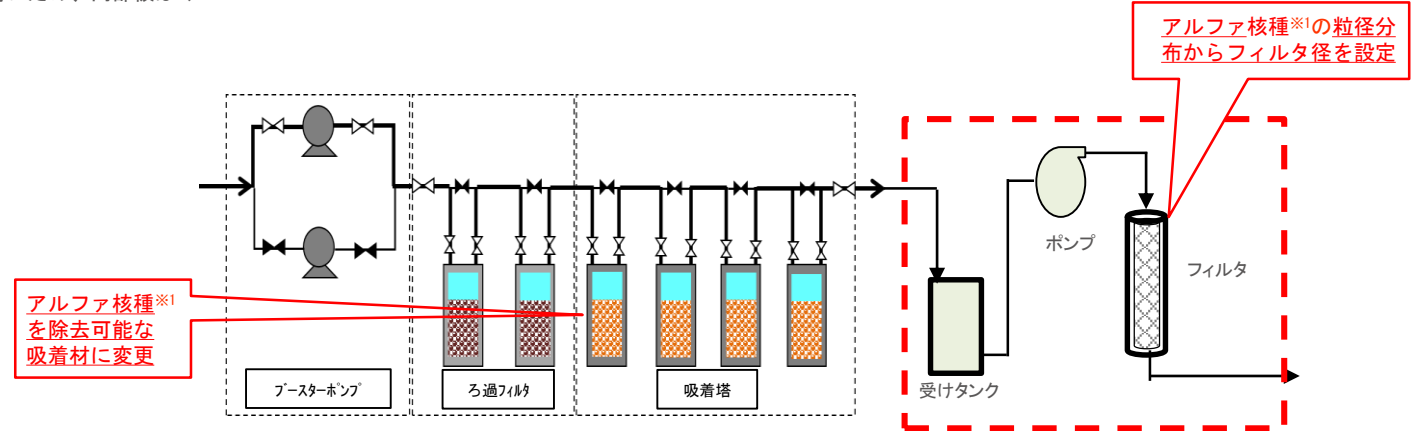 アルファ核種※1の粒径分
布からフィルタ径を設定
ポンプ
フィルタ
アルファ核種※1
を除去可能な
吸着材に変更
受けタンク
ﾌﾞｰｽﾀｰﾎﾟﾝﾌﾟ
ろ過ﾌｨﾙﾀ
吸着塔